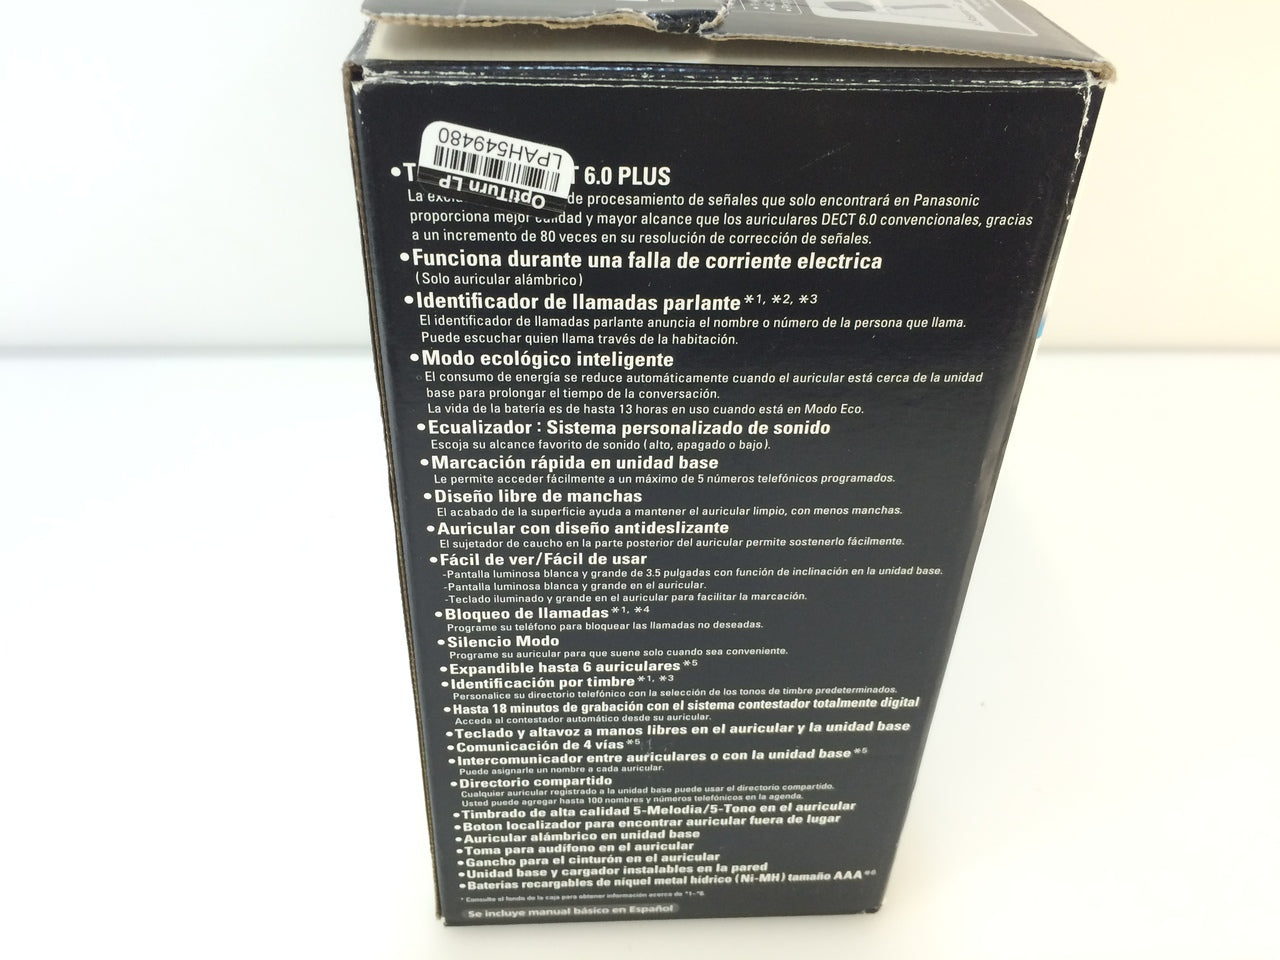 LPAH549480
OptiTurn LP
•T 6.0 PLUS
La de procesamiento de señales que solo encontrará en Panasonic
proporciona mejor calidad y mayor alcance que los auriculares DECT 6.0 convencionales, gracias
a un incremento de 80 veces en su resolución de corrección de señales.
•Funciona durante una falla de corriente electrica
(Solo auricular alámbrico)
•Identificador de llamadas parlante *1, *2, *3
El identificador de llamadas parlante anuncia el nombre o número de la persona que llama.
Puede escuchar quien llama través de la habitación.
•Modo ecológico inteligente
El consumo de energía se reduce automáticamente cuando el auricular está cerca de la unidad
base para prolongar el tiempo de la conversación.
La vida de la batería es de hasta 13 horas en uso cuando está en Modo Eco.
•Ecualizador : Sistema personalizado de sonido
Escoja su alcance favorito de sonido (alto, apagado o bajo).
•Marcación rápida en unidad base
Le permite acceder fácilmente a un máximo de 5 números telefónicos programados.
•Diseño libre de manchas
El acabado de la superficie ayuda a mantener el auricular limpio, con menos manchas.
•Auricular con diseño antideslizante
El sujetador de caucho en la parte posterior del auricular permite sostenerlo fácilmente.
•Fácil de ver/Fácil de usar
-Pantalla luminosa blanca y grande de 3.5 pulgadas con función de inclinación en la unidad base.
-Pantalla luminosa blanca y grande en el auricular.
-Teclado iluminado y grande en el auricular para facilitar la marcación.
•Bloqueo de llamadas *1, *4
Programe su teléfono para bloquear las llamadas no deseadas.
•Silencio Modo
Programe su auricular para que suene solo cuando sea conveniente.
•Expandible hasta 6 auriculares *5
•Identificación por timbre *1, *3
Personalice su directorio telefónico con la selección de los tonos de timbre predeterminados.
•Hasta 18 minutos de grabación con el sistema contestador totalmente digital
Acceda al contestador automático desde su auricular.
•Teclado y altavoz a manos libres en el auricular y la unidad base
•Comunicación de 4 vías *5
•Intercomunicador entre auriculares o con la unidad base *5
Puede asignarle un nombre a cada auricular.
•Directorio compartido
Cualquier auricular registrado a la unidad base puede usar el directorio compartido.
Usted puede agregar hasta 100 nombres y números telefónicos en la agenda.
•Timbrado de alta calidad 5-Melodia/5-Tono en el auricular
•Boton localizador para encontrar auricular fuera de lugar
•Auricular alámbrico en unidad base
•Toma para audífono en el auricular
•Gancho para el cinturón en el auricular
•Unidad base y cargador instalables en la pared
•Baterías recargables de níquel metal hídrico (Ni-MH) tamaño AAA *6
* Consulte el fondo de la caja para obtener información acerca de *1~*6.
Se incluye manual básico en Español